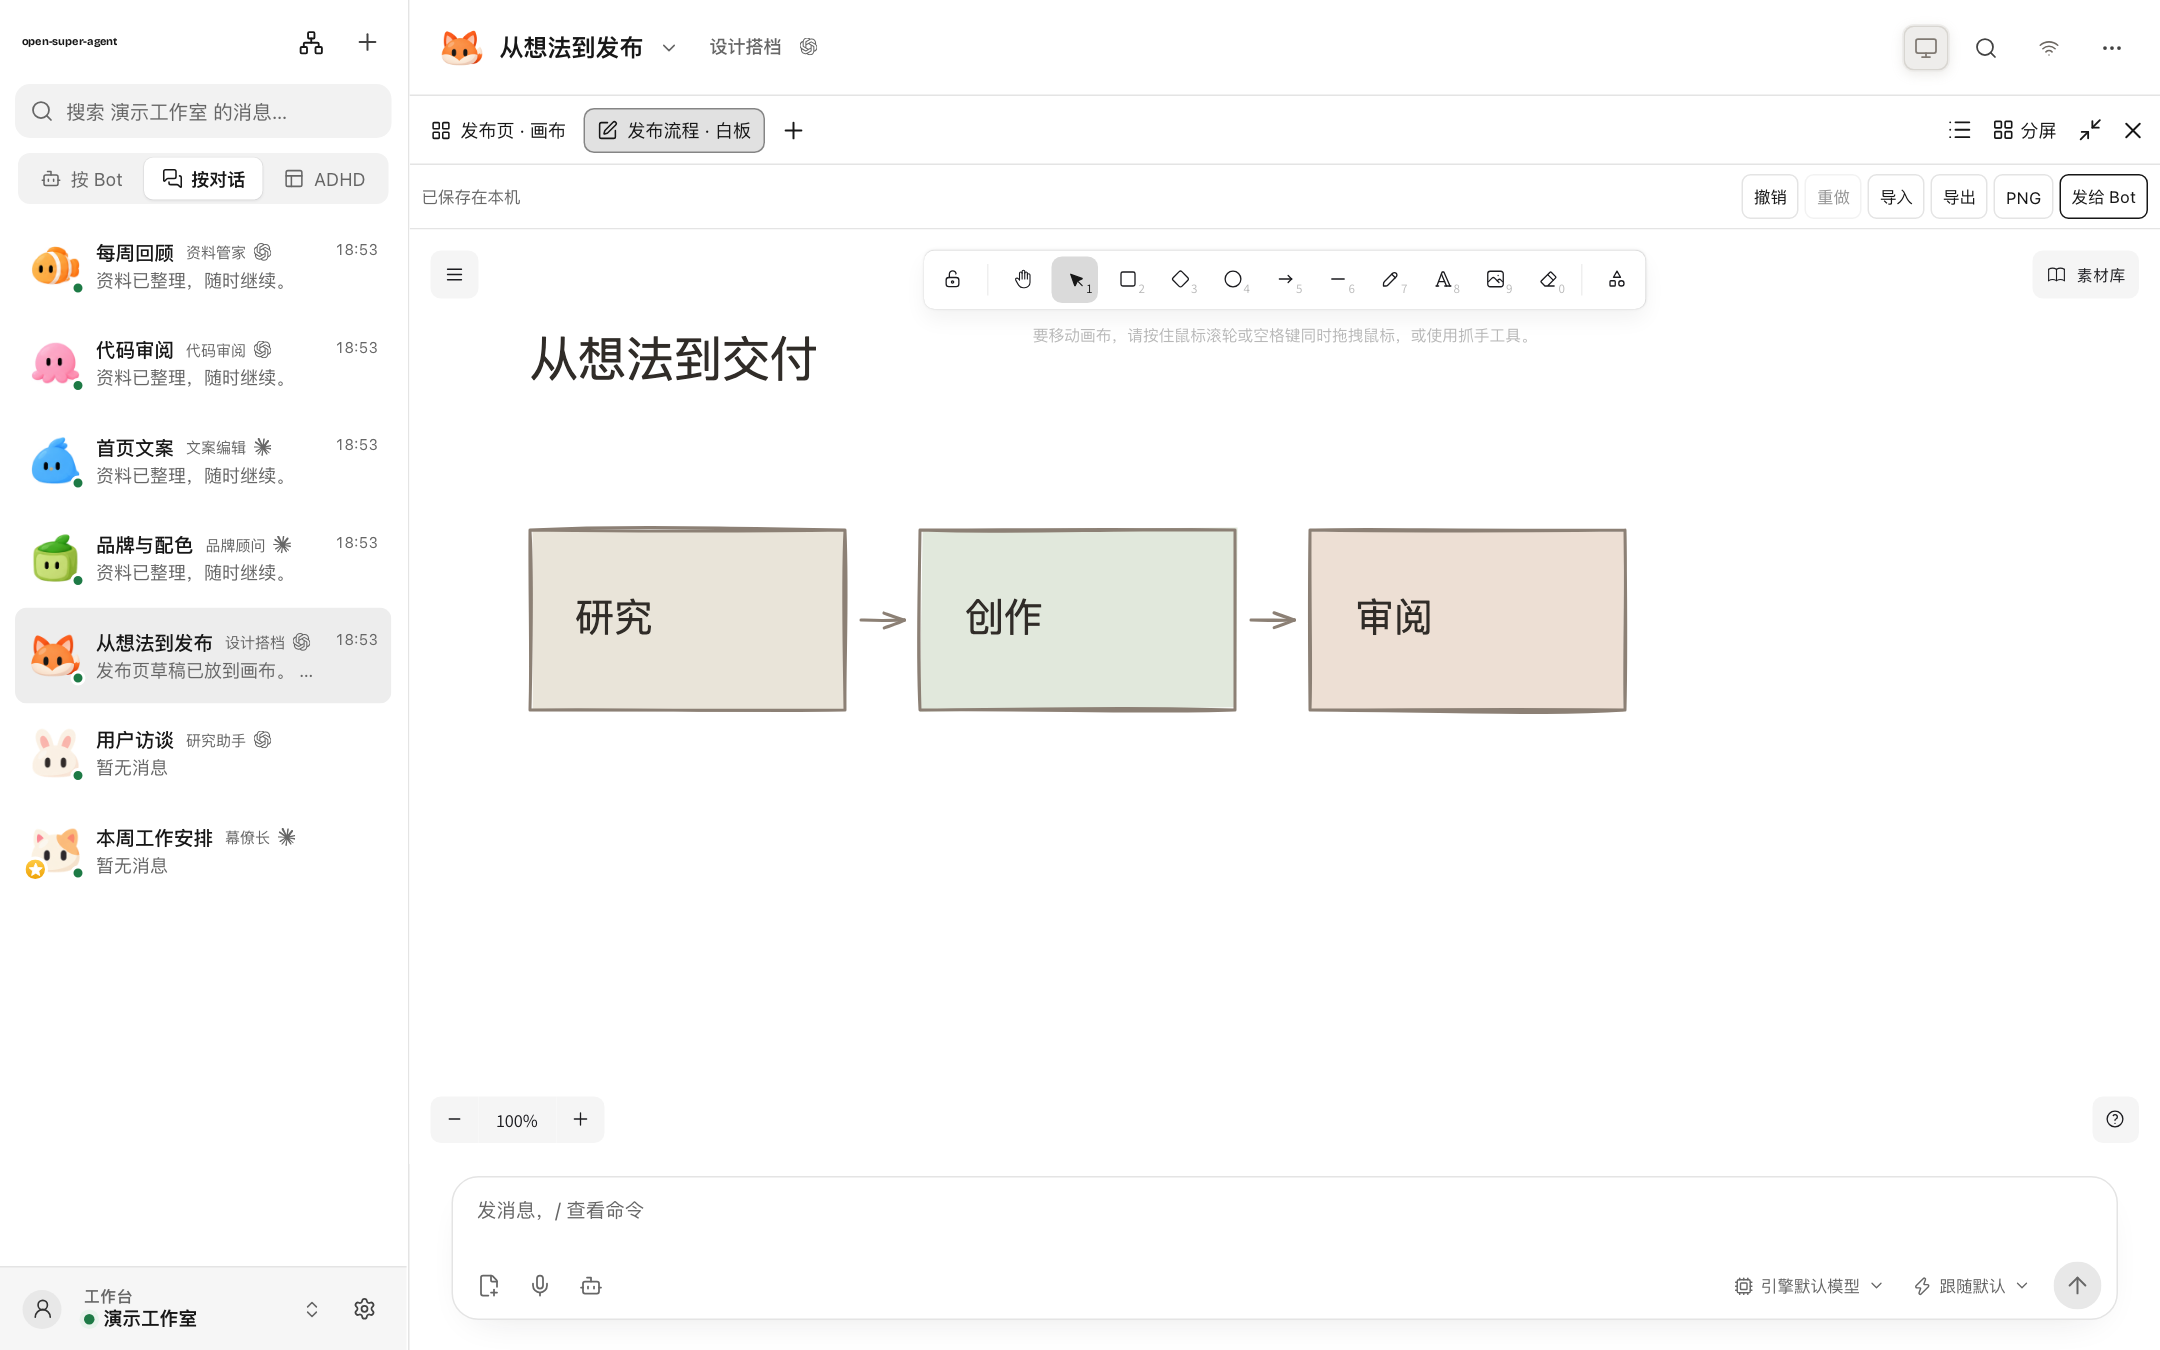 open-super-agent
搜索 演示工作室 的消息...
按 Bot
按对话
ADHD
每周回顾 资料管家 18:53
资料已整理，随时继续。
代码审阅 代码审阅 18:53
资料已整理，随时继续。
首页文案 文案编辑 18:53
资料已整理，随时继续。
品牌与配色 品牌顾问 18:53
资料已整理，随时继续。
从想法到发布 设计搭档 18:53
发布页草稿已放到画布。 ...
用户访谈 研究助手
暂无消息
本周工作安排 幕僚长
暂无消息
工作台
演示工作室
从想法到发布 设计搭档
发布页 · 画布
发布流程 · 白板
分屏
已保存在本机
撤销
重做
导入
导出
PNG
发给 Bot
1 2 3 4 5 6 7 8 9 0
素材库
要移动画布，请按住鼠标滚轮或空格键同时拖拽鼠标，或使用抓手工具。
从想法到交付
研究
创作
审阅
100%
发消息，/ 查看命令
引擎默认模型
跟随默认